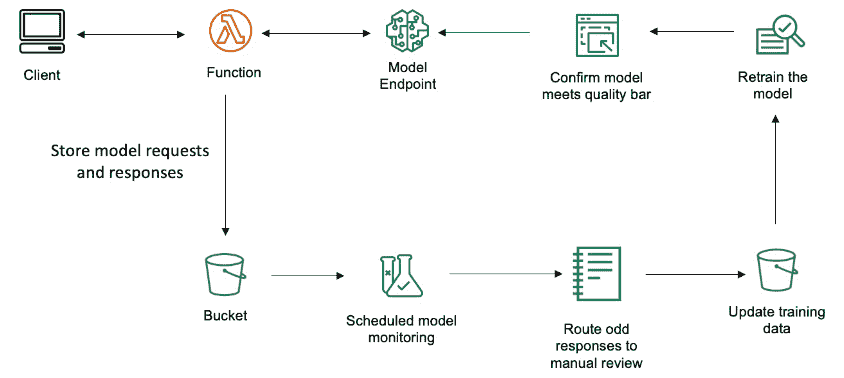 Client
Function
Model
Endpoint
Confirm model
meets quality bar
Retrain the
model
Store model requests
and responses
Bucket
Scheduled model
monitoring
Route odd
responses to
manual review
Update training
data